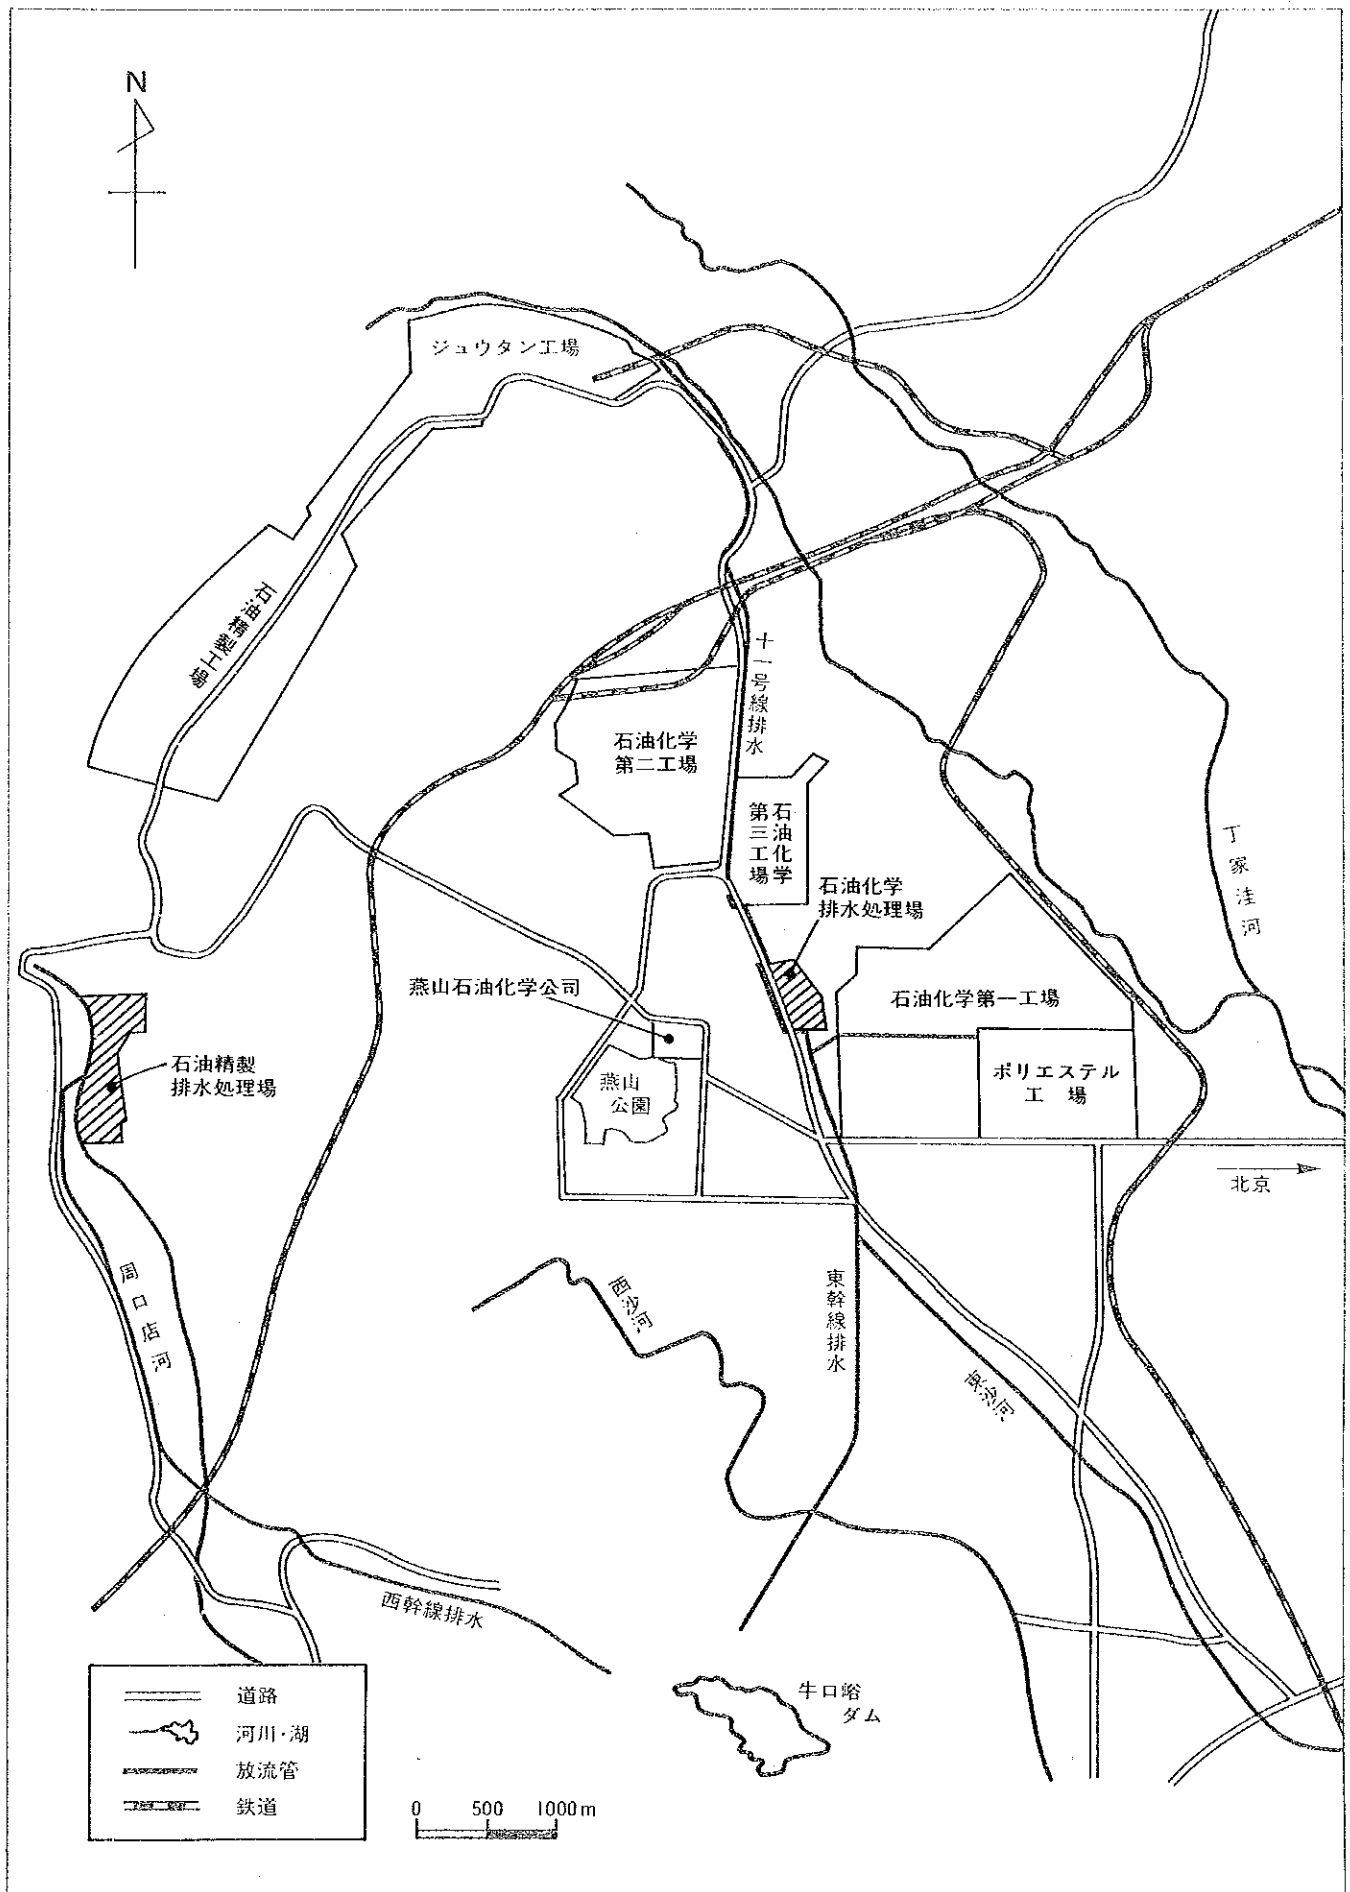 N
ジュウタン工場
石油精製工場
十一号線排水
石油化学
第二工場
石油化学
第三工場
石油化学
排水処理場
丁家洼河
燕山石油化学公司
石油化学第一工場
石油精製
排水処理場
燕山
公園
ポリエステル
工場
北京
周口店河
西沙河
東幹線排水
東沙河
西幹線排水
牛口峪
ダム
道路
河川・湖
放流管
鉄道
0 500 1000m